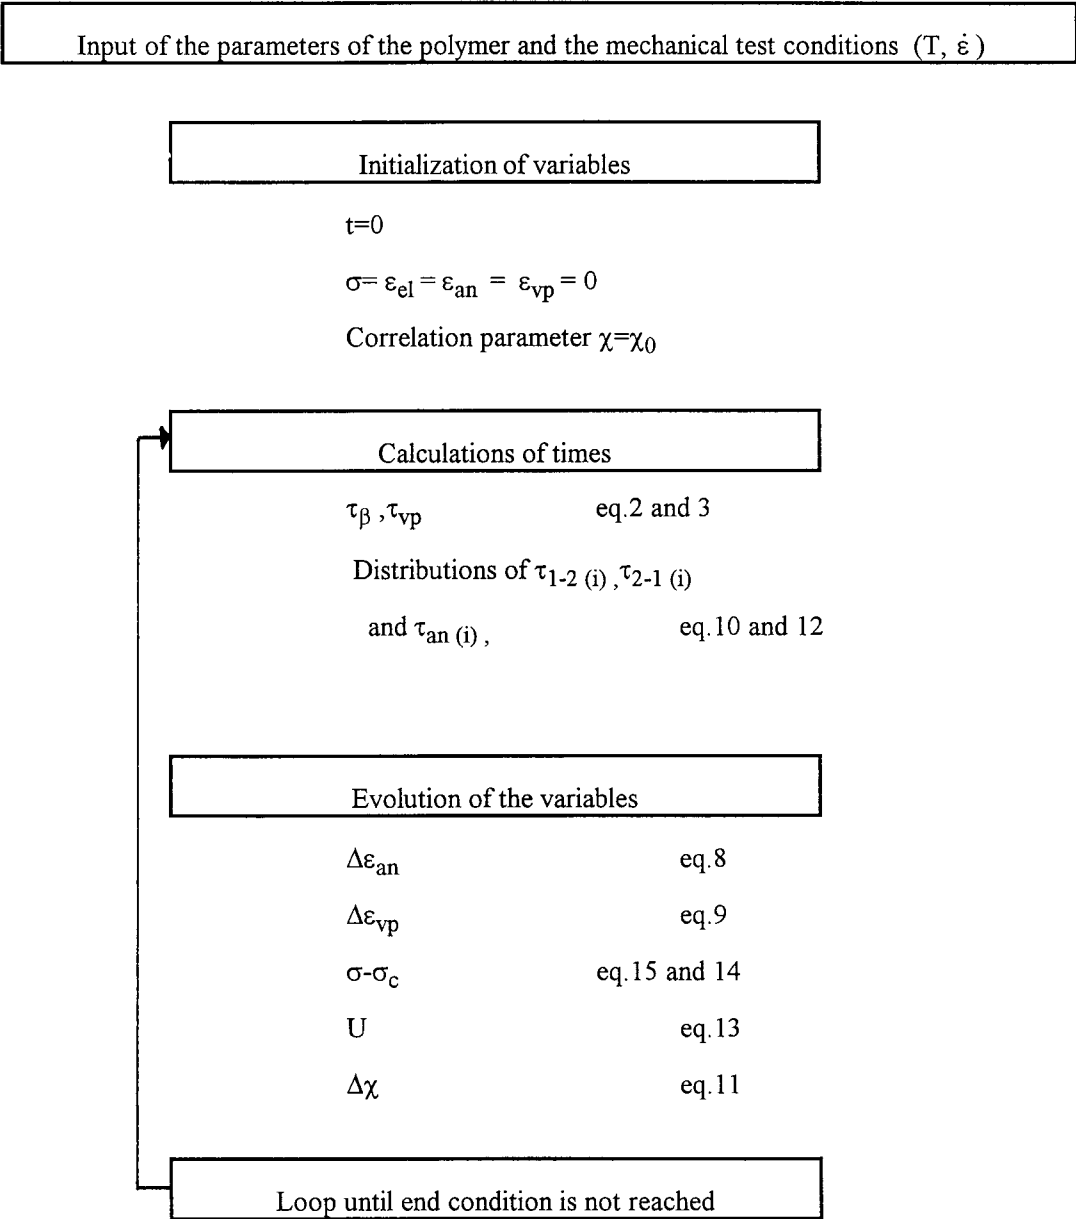 Input of the parameters of the polymer and the mechanical test conditions (T, ε̇ )
Initialization of variables
t=0
σ= εel = εan = εvp = 0
Correlation parameter χ=χ0
Calculations of times
τβ ,τvp eq.2 and 3
Distributions of τ1-2 (i) ,τ2-1 (i)
and τan (i) , eq.10 and 12
Evolution of the variables
Δεan eq.8
Δεvp eq.9
σ-σc eq.15 and 14
U eq.13
Δχ eq.11
Loop until end condition is not reached